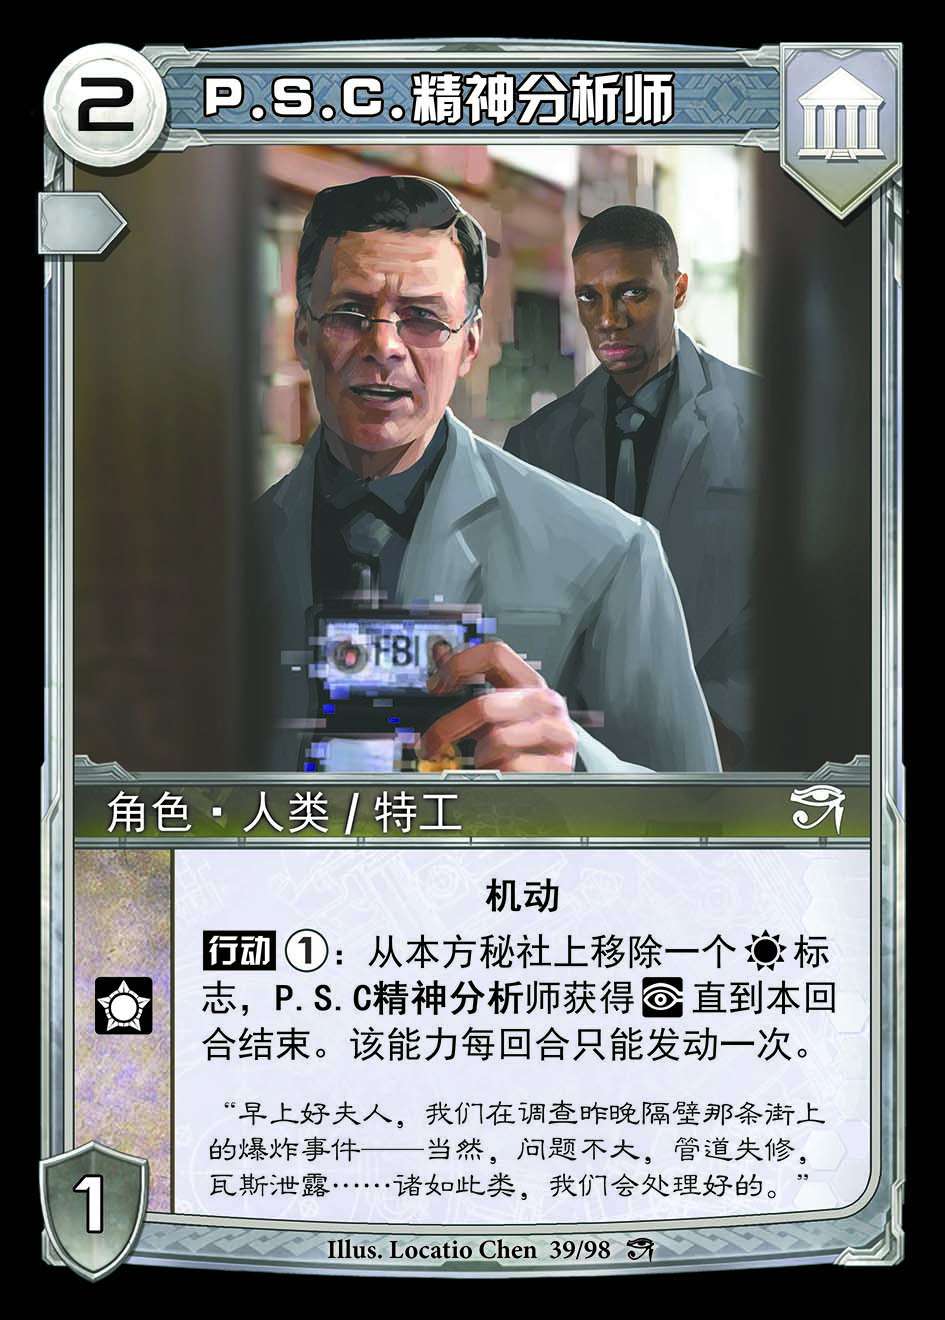 2
P.S.C.精神分析师
FBI
角色·人类/特工
机动
行动①：从本方秘社上移除一个标
志，P.S.C精神分析师获得直到本回
合结束。该能力每回合只能发动一次。
“早上好夫人，我们在调查昨晚隔壁那条街上
的爆炸事件——当然，问题不大，管道失修，
瓦斯泄露……诸如此类，我们会处理好的。”
1
Illus. Locatio Chen 39/98